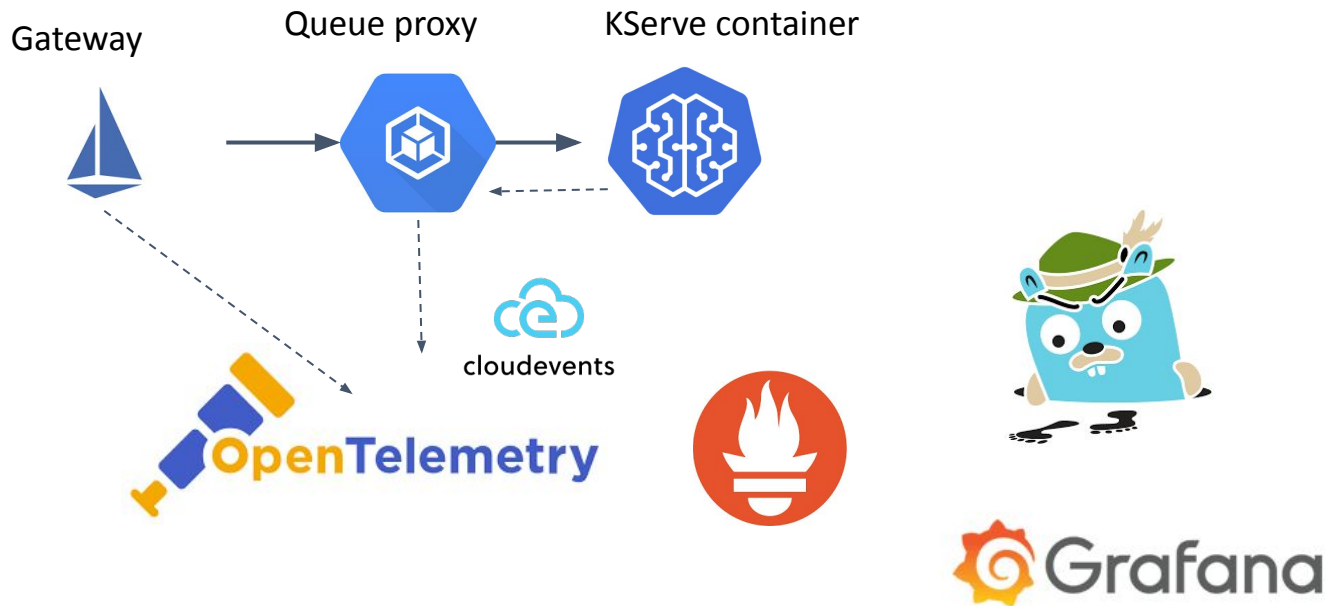 Gateway
Queue proxy
KServe container
cloudevents
OpenTelemetry
Grafana